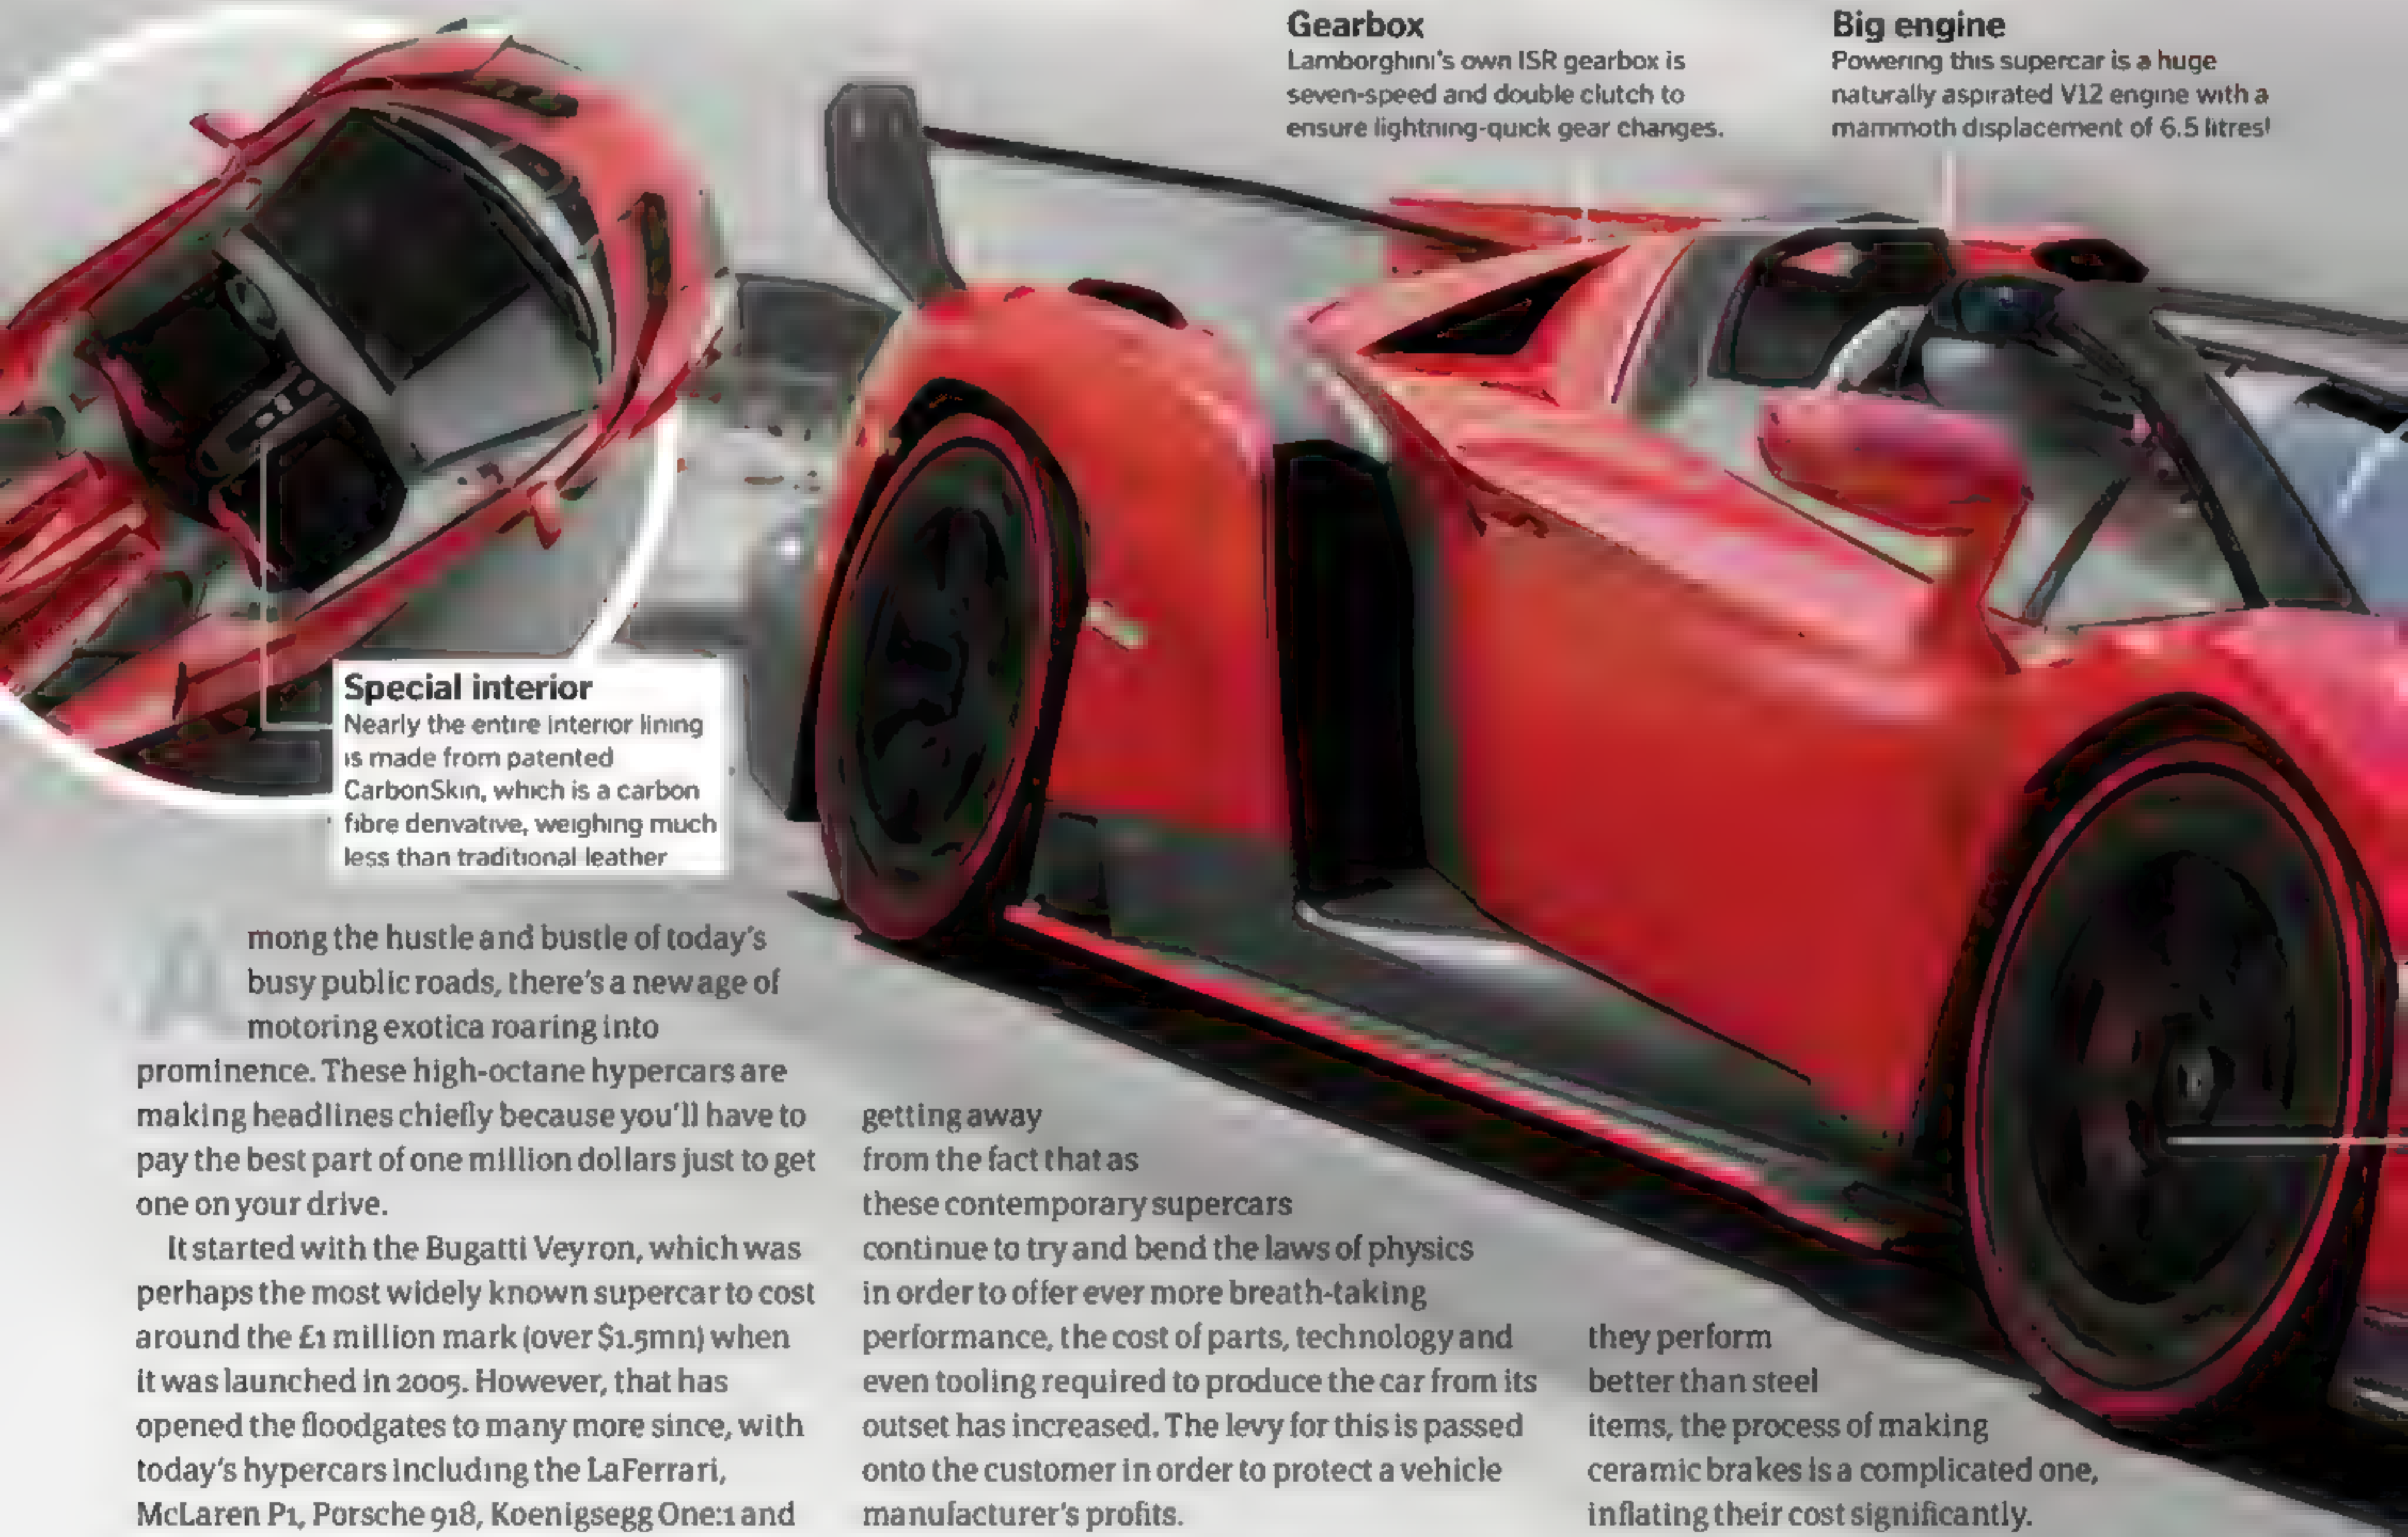 Gearbox
Lamborghini's own ISR gearbox is
seven-speed and double clutch to
ensure lightning-quick gear changes.
Big engine
Powering this supercar is a huge
naturally aspirated V12 engine with a
mammoth displacement of 6.5 litres!
Special interior
Nearly the entire interior lining
is made from patented
CarbonSkin, which is a carbon
fibre derivative, weighing much
less than traditional leather
Among the hustle and bustle of today's
busy public roads, there's a new age of
motoring exotica roaring into
prominence. These high-octane hypercars are
making headlines chiefly because you'll have to
pay the best part of one million dollars just to get
one on your drive.
It started with the Bugatti Veyron, which was
perhaps the most widely known supercar to cost
around the £1 million mark (over $1.5mn) when
it was launched in 2005. However, that has
opened the floodgates to many more since, with
today's hypercars including the LaFerrari,
McLaren P1, Porsche 918, Koenigsegg One:1 and
getting away
from the fact that as
these contemporary supercars
continue to try and bend the laws of physics
in order to offer ever more breath-taking
performance, the cost of parts, technology and
even tooling required to produce the car from its
outset has increased. The levy for this is passed
onto the customer in order to protect a vehicle
manufacturer's profits.
they perform
better than steel
items, the process of making
ceramic brakes is a complicated one,
inflating their cost significantly.